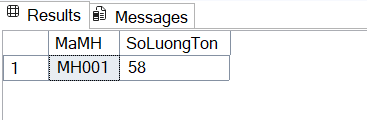 Results Messages
MaMH SoLuongTon
1 MH001 58